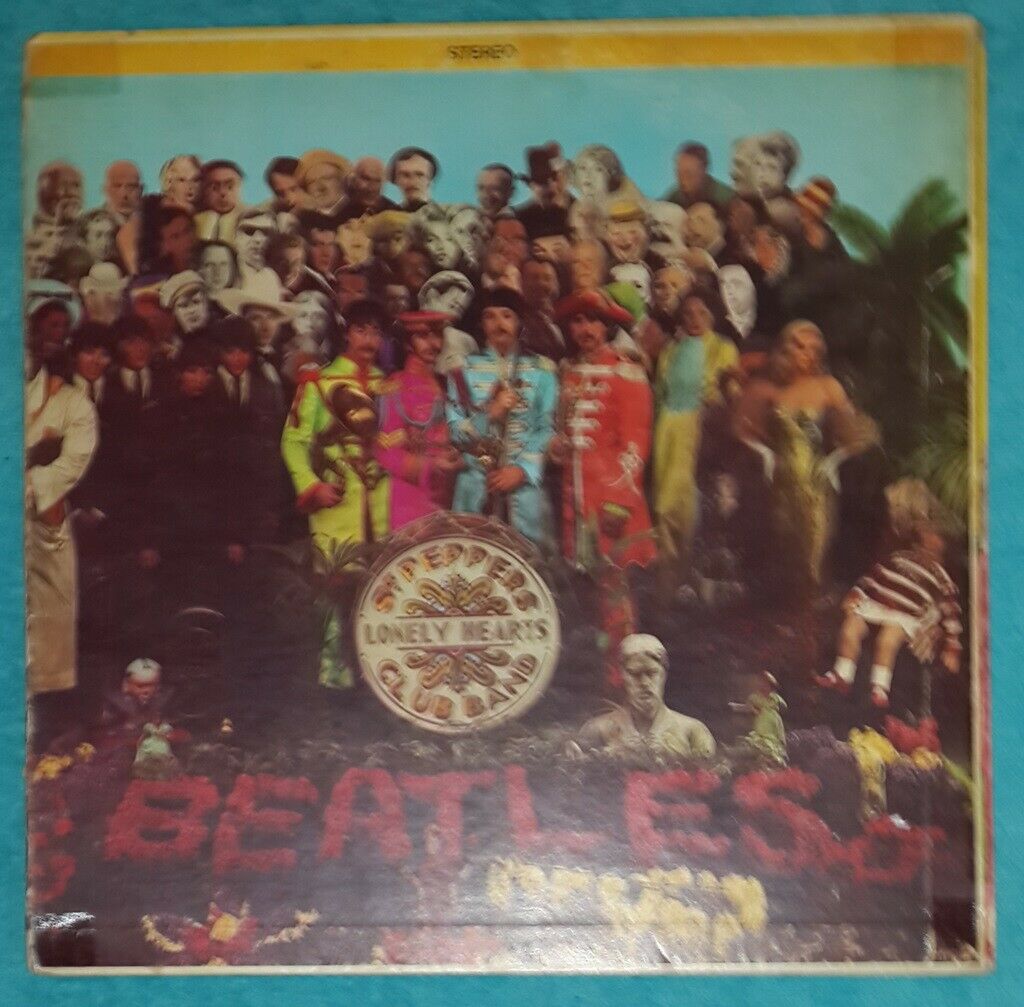 STEREO
SGT PEPPERS
LONELY HEARTS
CLUB BAND
BEATLES